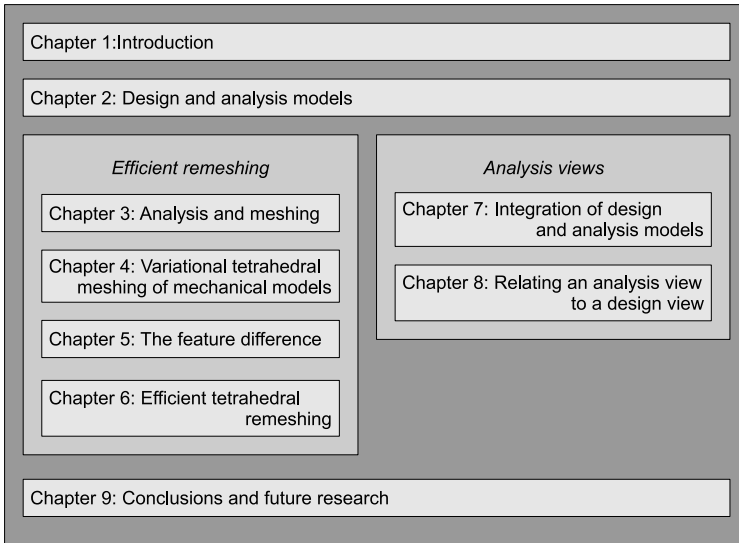 Chapter 1:Introduction
Chapter 2: Design and analysis models
Efficient remeshing
Chapter 3: Analysis and meshing
Chapter 4: Variational tetrahedral
meshing of mechanical models
Chapter 5: The feature difference
Chapter 6: Efficient tetrahedral
remeshing
Analysis views
Chapter 7: Integration of design
and analysis models
Chapter 8: Relating an analysis view
to a design view
Chapter 9: Conclusions and future research